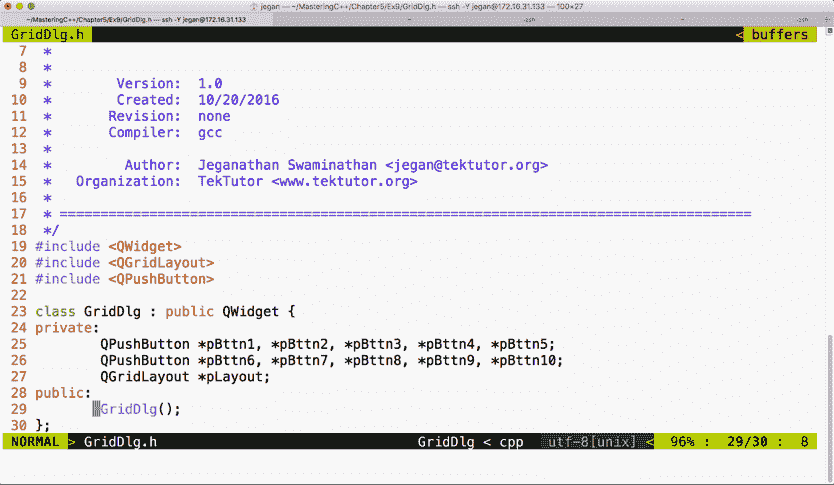 jegan — ~/MasteringC++/Chapter5/Ex9/GridDlg.h — ssh -Y jegan@172.16.31.133 — 100×27
~/MasteringC++/Chapter5/Ex9/GridDlg.h — ssh -Y jegan@172.16.31.133 ~ -zsh ~ ~ -zsh
GridDlg.h < buffers
7 *
8 *
9 * Version: 1.0
10 * Created: 10/20/2016
11 * Revision: none
12 * Compiler: gcc
13 *
14 * Author: Jeganathan Swaminathan <jegan@tektutor.org>
15 * Organization: TekTutor <www.tektutor.org>
16 *
17 * =====================================================================================
18 */
19 #include <QWidget>
20 #include <QGridLayout>
21 #include <QPushButton>
22
23 class GridDlg : public QWidget {
24 private:
25 QPushButton *pBttn1, *pBttn2, *pBttn3, *pBttn4, *pBttn5;
26 QPushButton *pBttn6, *pBttn7, *pBttn8, *pBttn9, *pBttn10;
27 QGridLayout *pLayout;
28 public:
29 GridDlg();
30 };
NORMAL > GridDlg.h GridDlg < cpp utf-8[unix] < 96% : 29/30 : 8